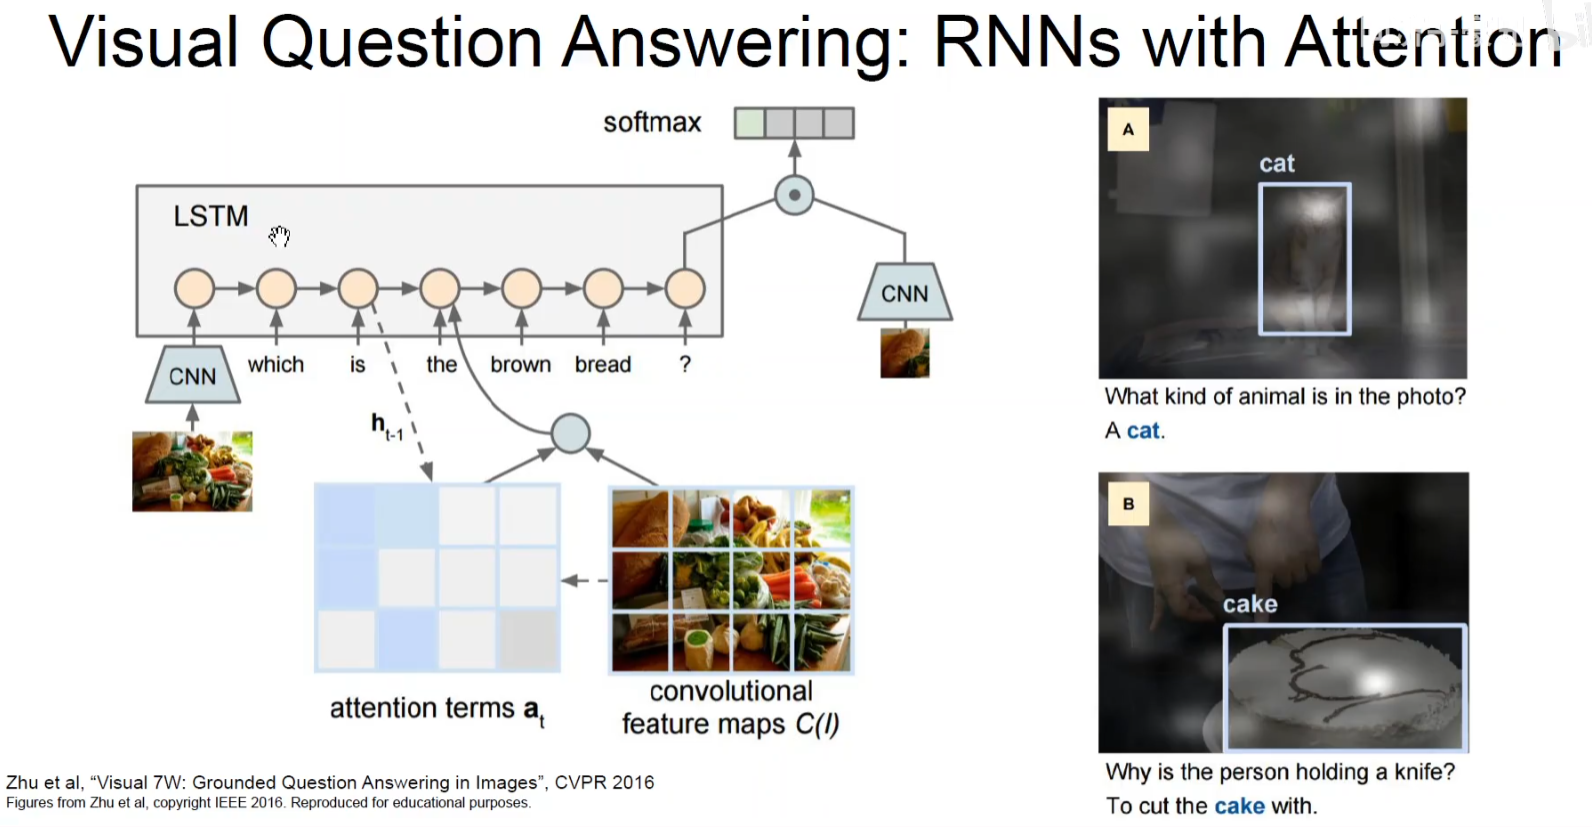 Visual Question Answering: RNNs with Attention
softmax
LSTM
CNN
which is the brown bread ?
CNN
h t-1
attention terms a t
convolutional
feature maps C(I)
A
cat
What kind of animal is in the photo?
A cat.
B
cake
Why is the person holding a knife?
To cut the cake with.
Zhu et al, “Visual 7W: Grounded Question Answering in Images”, CVPR 2016
Figures from Zhu et al, copyright IEEE 2016. Reproduced for educational purposes.